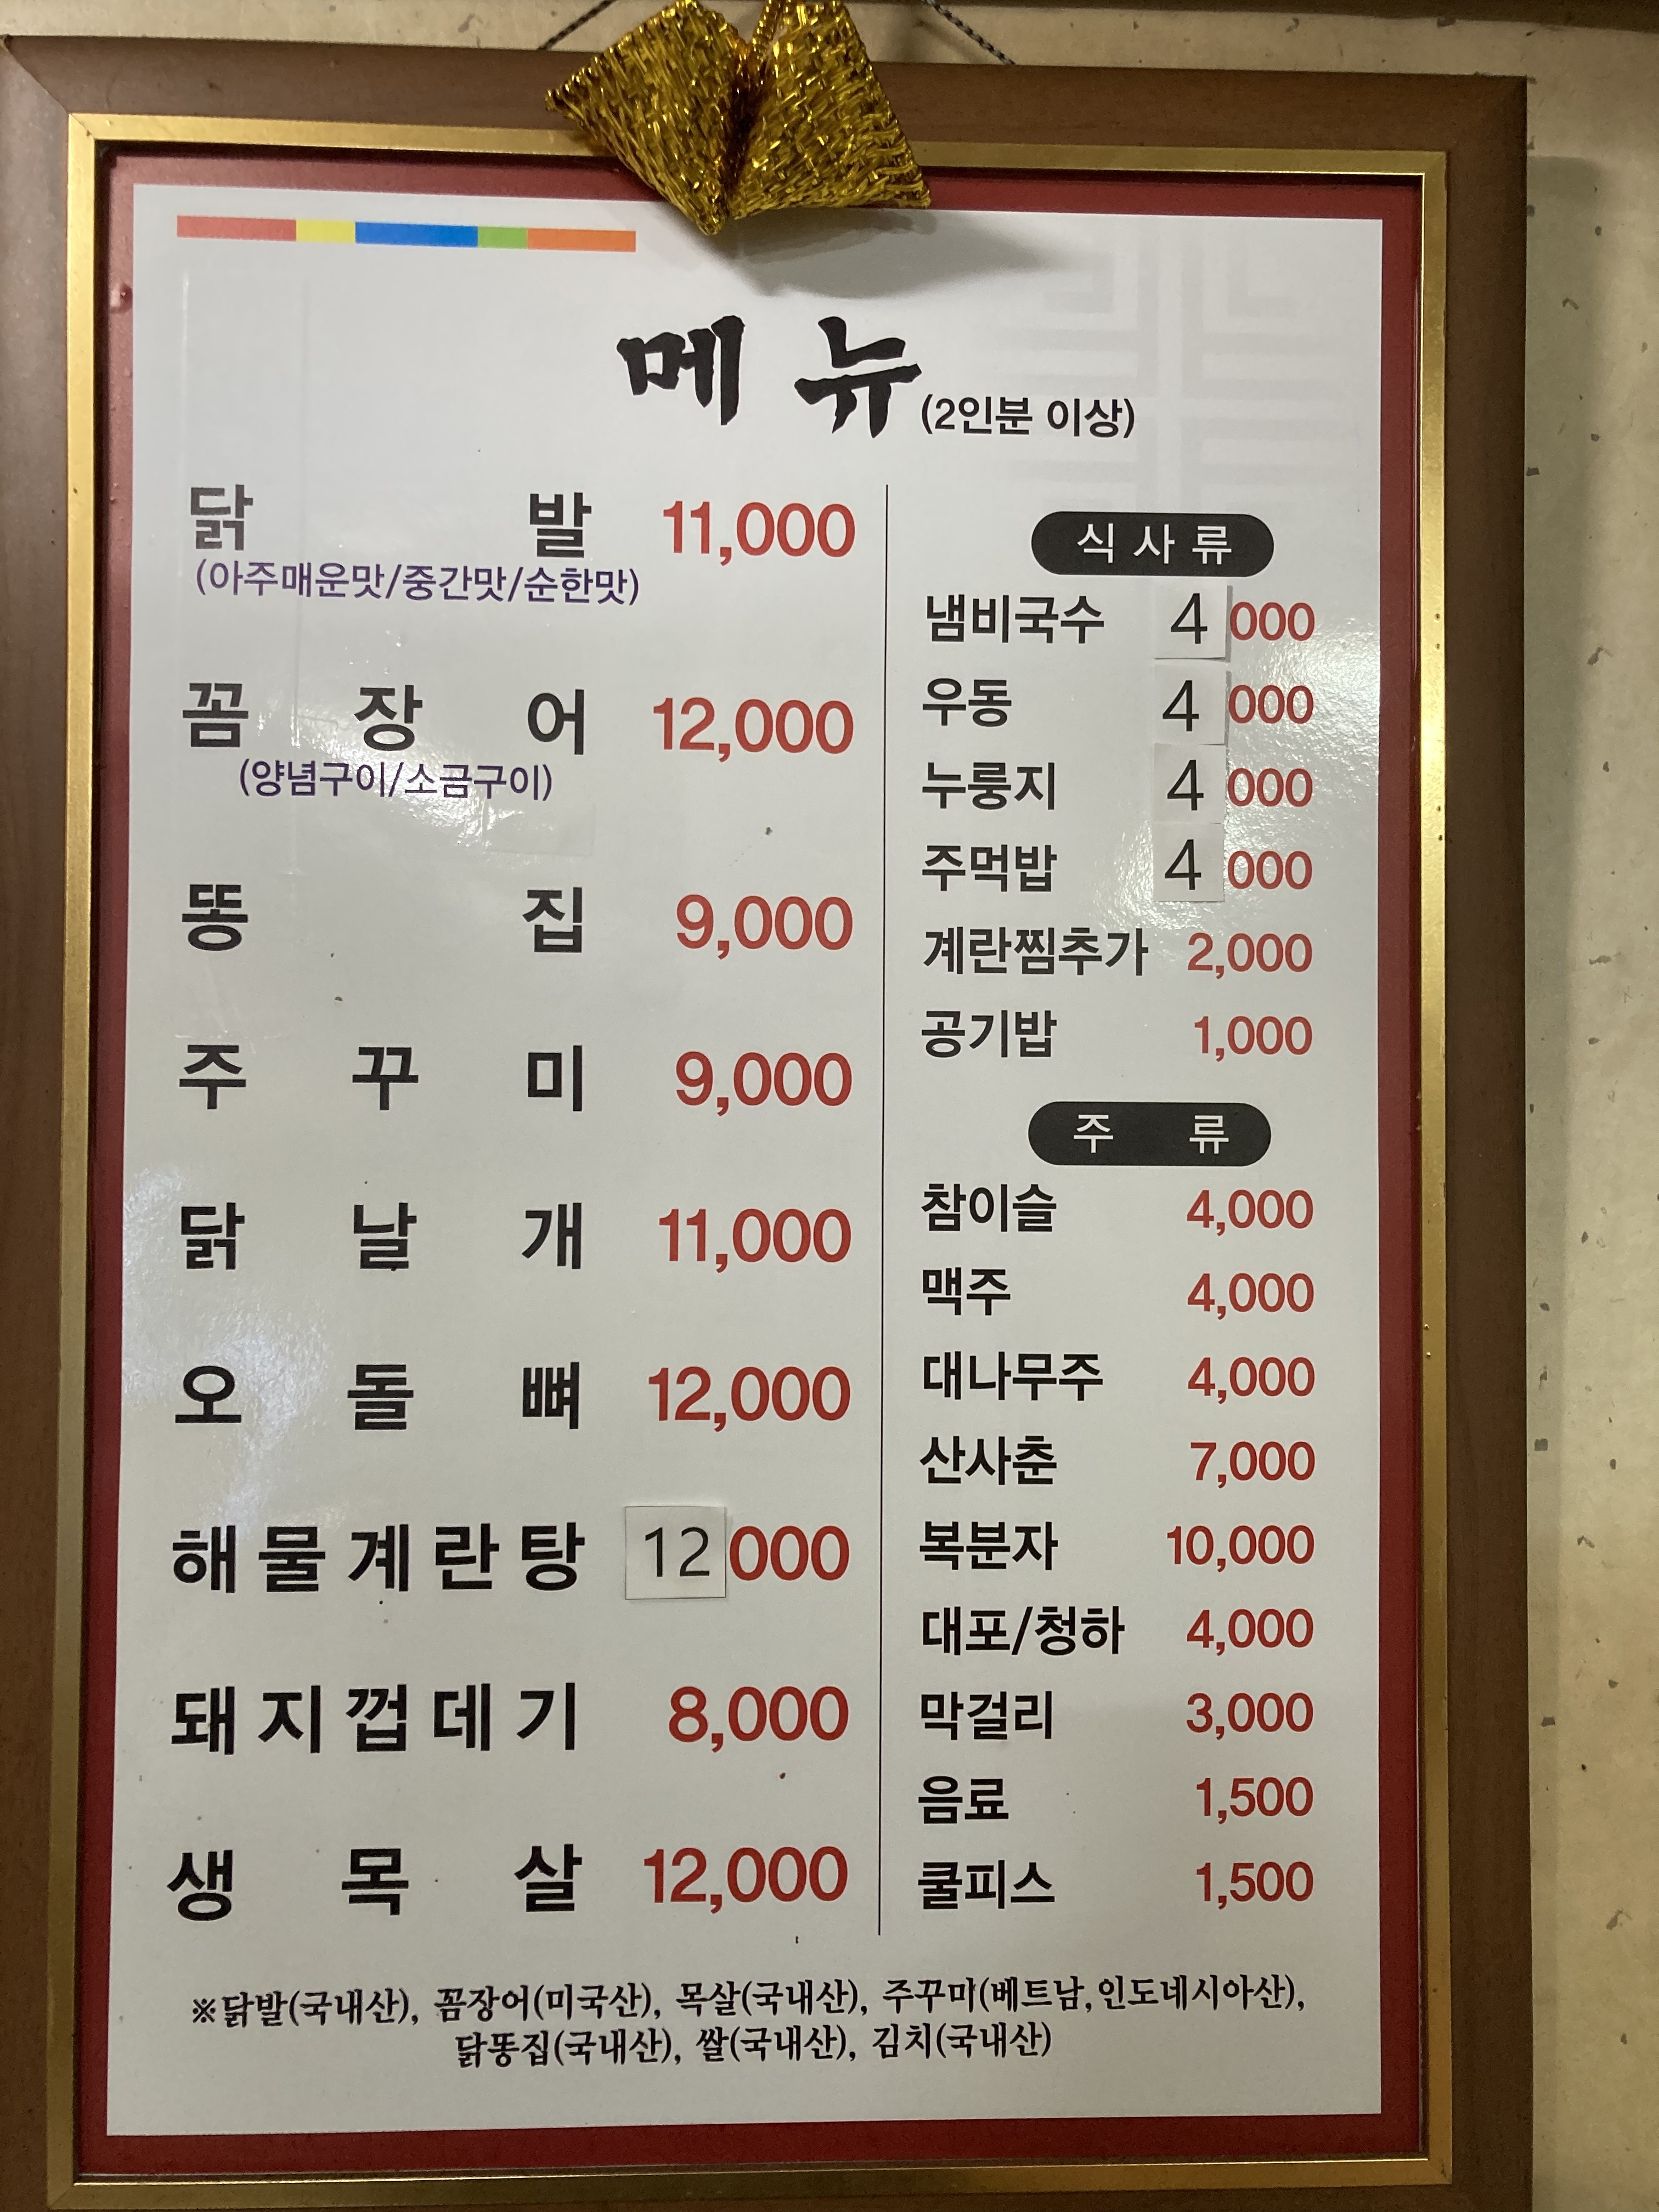 메뉴 (2인분 이상)
닭발 11,000
(아주매운맛/중간맛/순한맛)
꼼장어 12,000
(양념구이/소금구이)
똥집 9,000
주꾸미 9,000
닭날개 11,000
오돌뼈 12,000
해물계란탕 12 000
돼지껍데기 8,000
생목살 12,000
식사류
냄비국수 4 000
우동 4 000
누룽지 4 000
주먹밥 4 000
계란찜추가 2,000
공기밥 1,000
주류
참이슬 4,000
맥주 4,000
대나무주 4,000
산사춘 7,000
복분자 10,000
대포/청하 4,000
막걸리 3,000
음료 1,500
쿨피스 1,500
※닭발(국내산), 꼼장어(미국산), 목살(국내산), 주꾸미(베트남,인도네시아산),
닭똥집(국내산), 쌀(국내산), 김치(국내산)